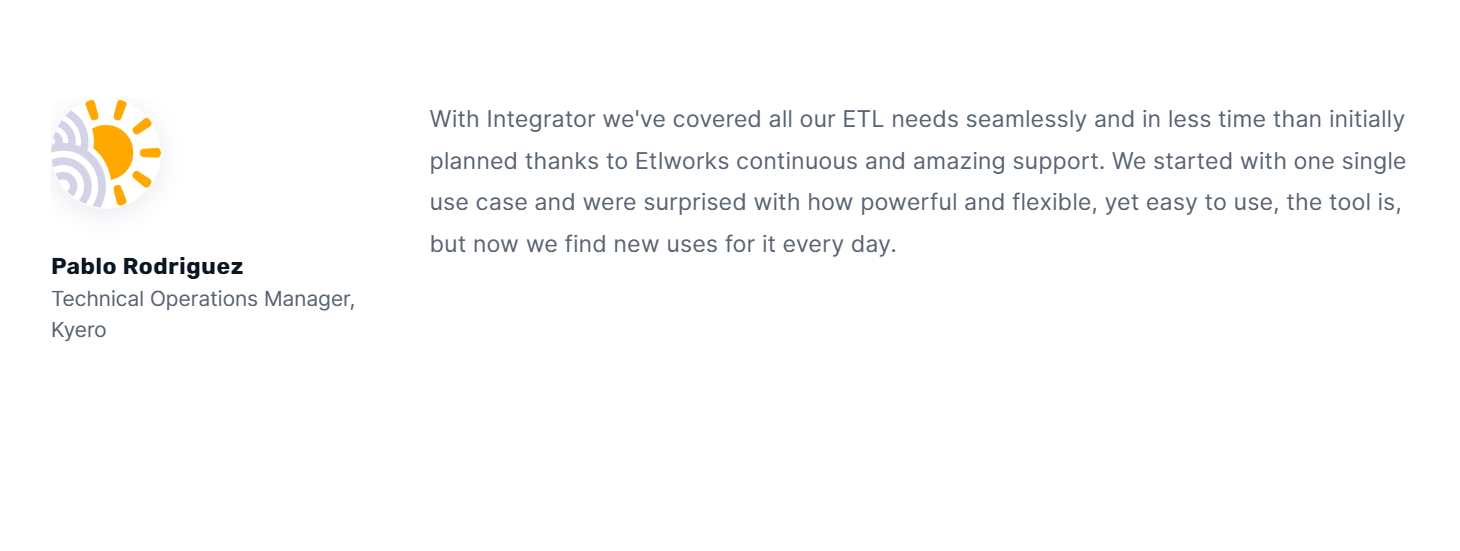 Pablo Rodriguez
Technical Operations Manager,
Kyero
With Integrator we've covered all our ETL needs seamlessly and in less time than initially
planned thanks to Etlworks continuous and amazing support. We started with one single
use case and were surprised with how powerful and flexible, yet easy to use, the tool is,
but now we find new uses for it every day.